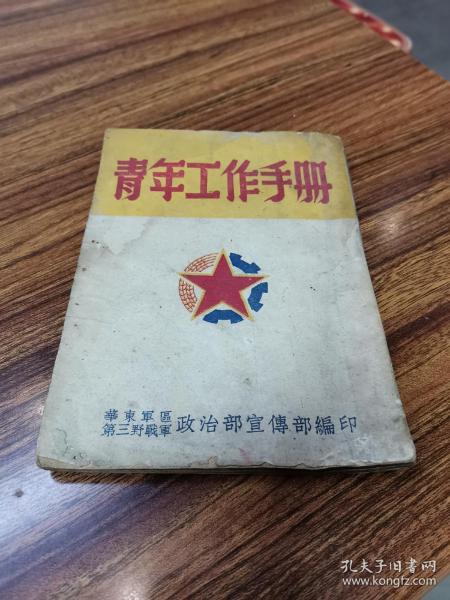 青年工作手册
華東軍區
第三野戰軍
政治部宣傳部編印
孔夫子旧书网
www.kongfz.com